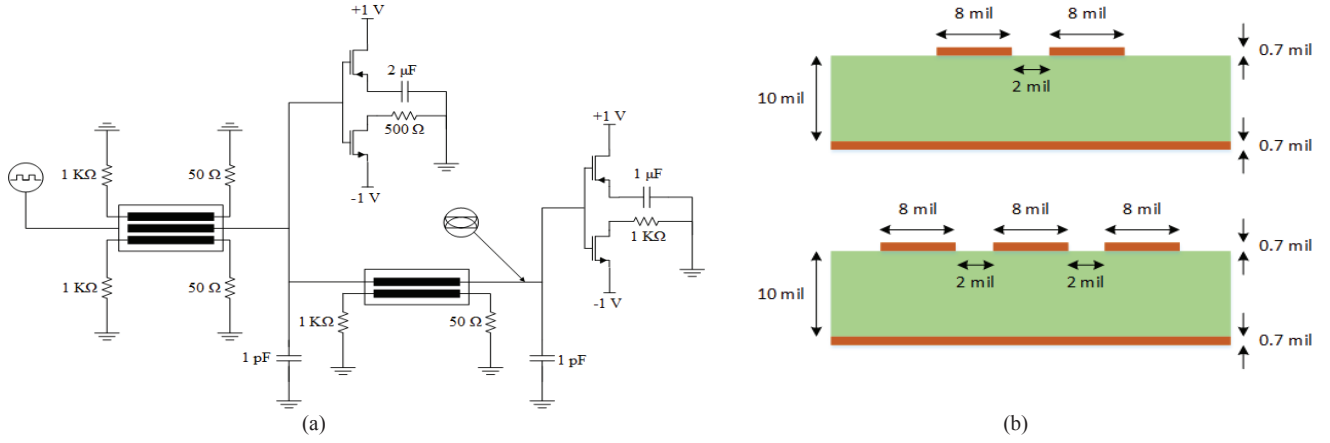 +1 V
2 μF
500 Ω
-1 V
1 KΩ
50 Ω
1 KΩ
50 Ω
+1 V
1 μF
1 KΩ
-1 V
1 KΩ
50 Ω
1 pF
1 pF
(a)
8 mil
8 mil
0.7 mil
10 mil
2 mil
0.7 mil
8 mil
8 mil
8 mil
0.7 mil
10 mil
2 mil
2 mil
0.7 mil
(b)